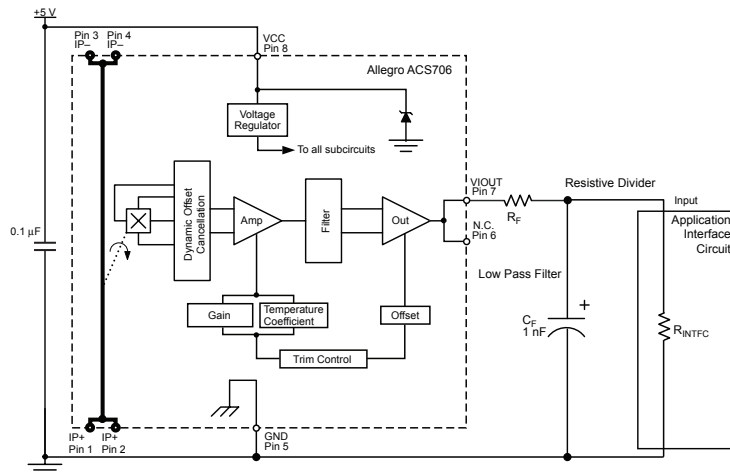 +5 V
Pin 3 Pin 4
IP– IP–
VCC
Pin 8
Allegro ACS706
Voltage
Regulator
To all subcircuits
VIOUT
Pin 7
Resistive Divider
Input
RF
N.C.
Pin 6
Application
Interface
Circuit
0.1 µF
Dynamic Offset
Cancellation
Amp
Filter
Out
Low Pass Filter
Gain
Temperature
Coefficient
Offset
CF
1 nF
+
RINTFC
Trim Control
IP+ IP+
Pin 1 Pin 2
GND
Pin 5